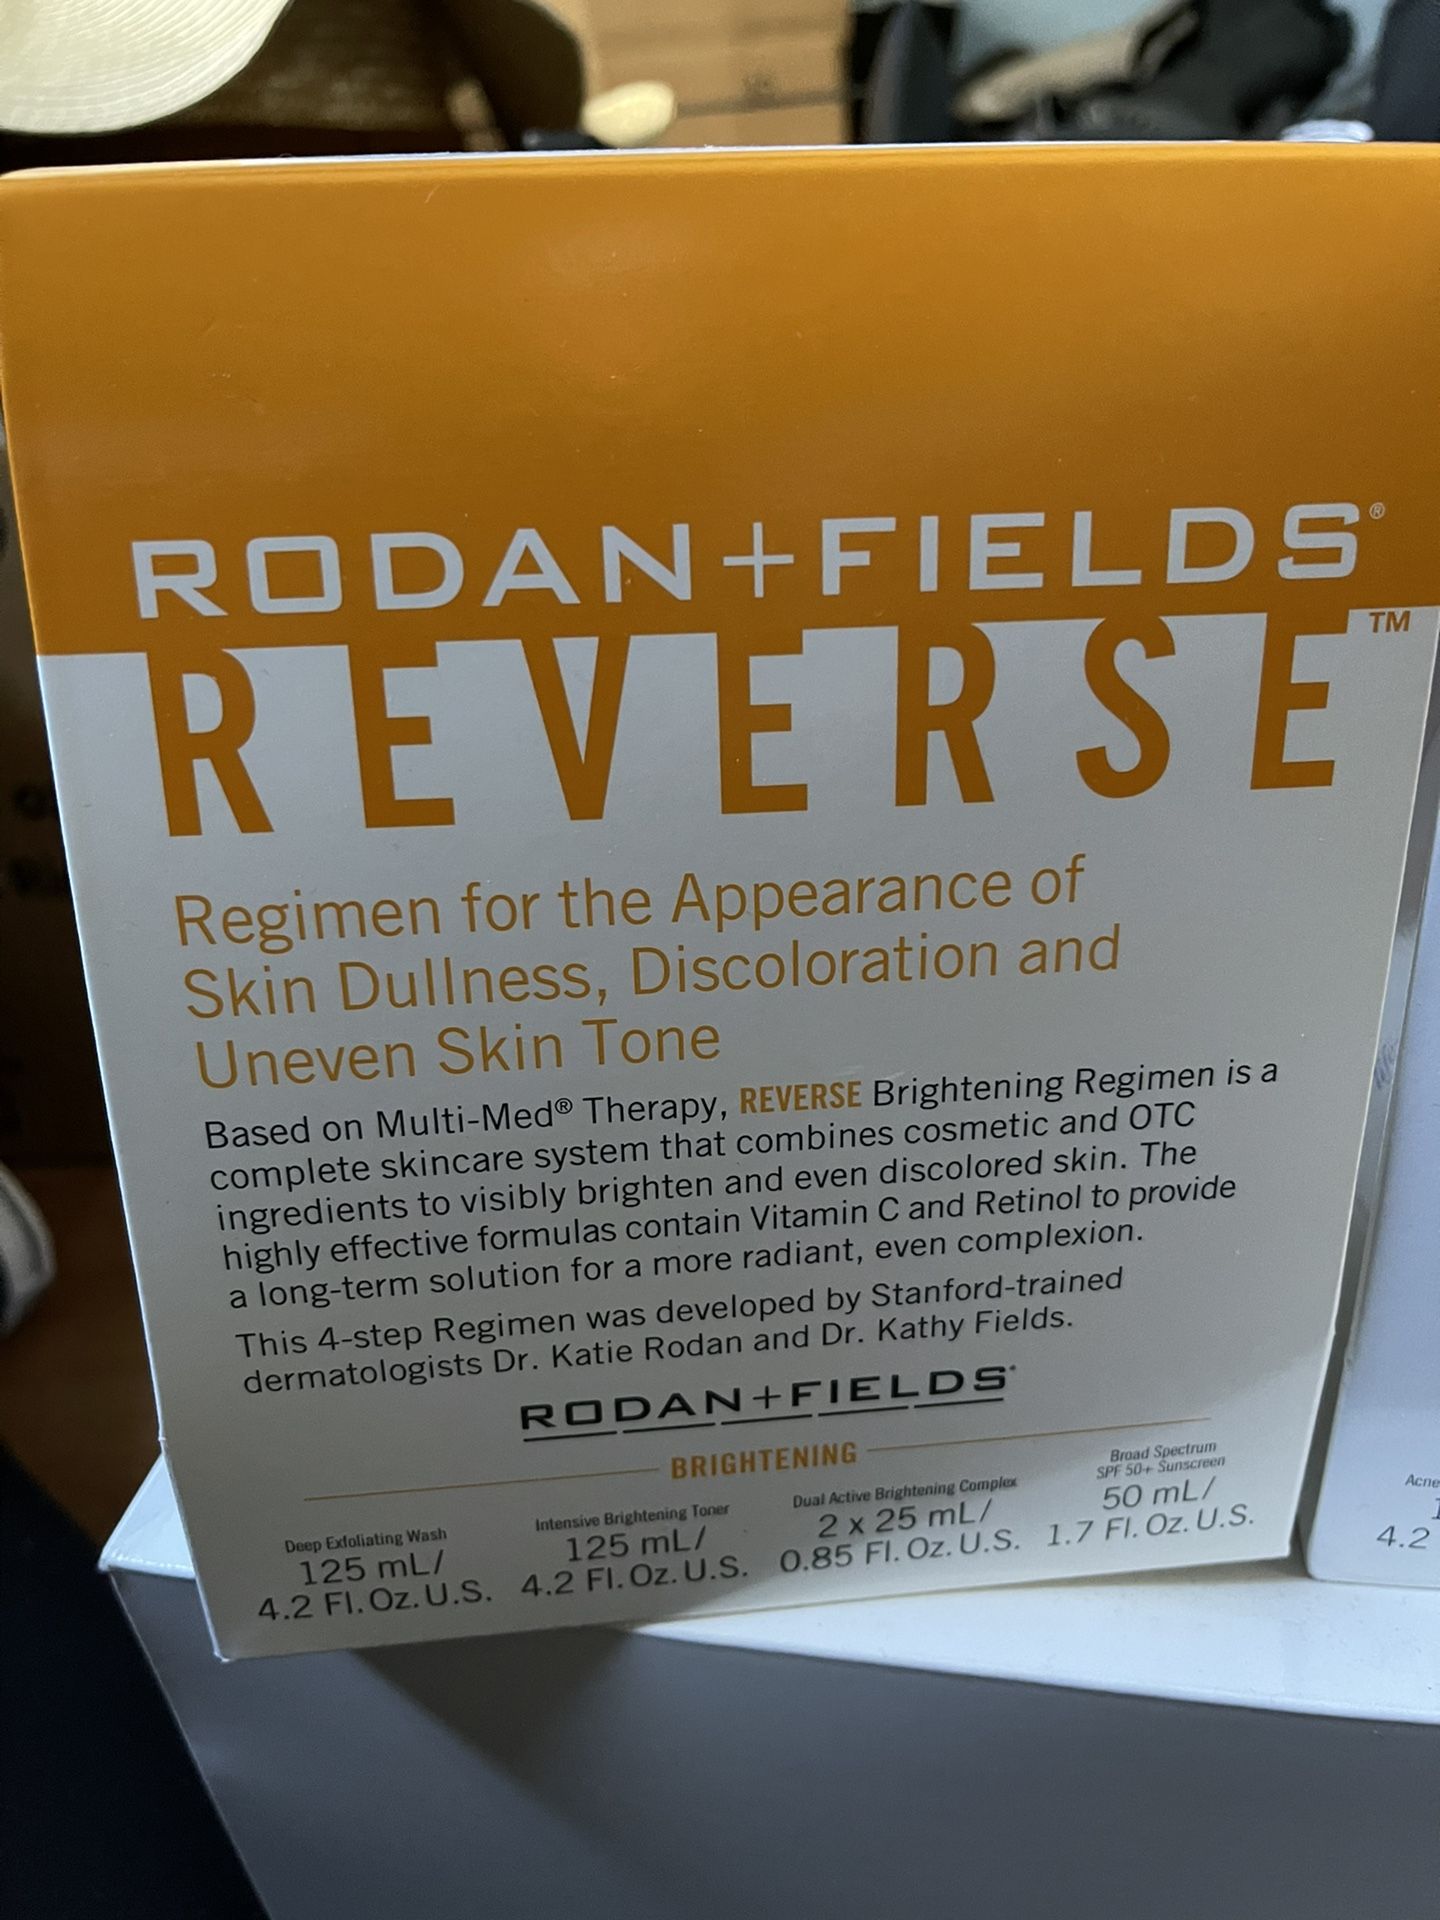 RODAN+FIELDS®
REVERSE™
Regimen for the Appearance of
Skin Dullness, Discoloration and
Uneven Skin Tone
Based on Multi-Med® Therapy, REVERSE Brightening Regimen is a
complete skincare system that combines cosmetic and OTC
ingredients to visibly brighten and even discolored skin. The
highly effective formulas contain Vitamin C and Retinol to provide
a long-term solution for a more radiant, even complexion.
This 4-step Regimen was developed by Stanford-trained
dermatologists Dr. Katie Rodan and Dr. Kathy Fields.
RODAN+FIELDS®
BRIGHTENING
Deep Exfoliating Wash
125 mL/
4.2 Fl. Oz. U.S.
Intensive Brightening Toner
125 mL/
4.2 Fl. Oz. U.S.
Dual Active Brightening Complex
2 x 25 mL/
0.85 Fl. Oz. U.S.
Broad Spectrum
SPF 50+ Sunscreen
50 mL/
1.7 Fl. Oz. U.S.
Acne
4.2